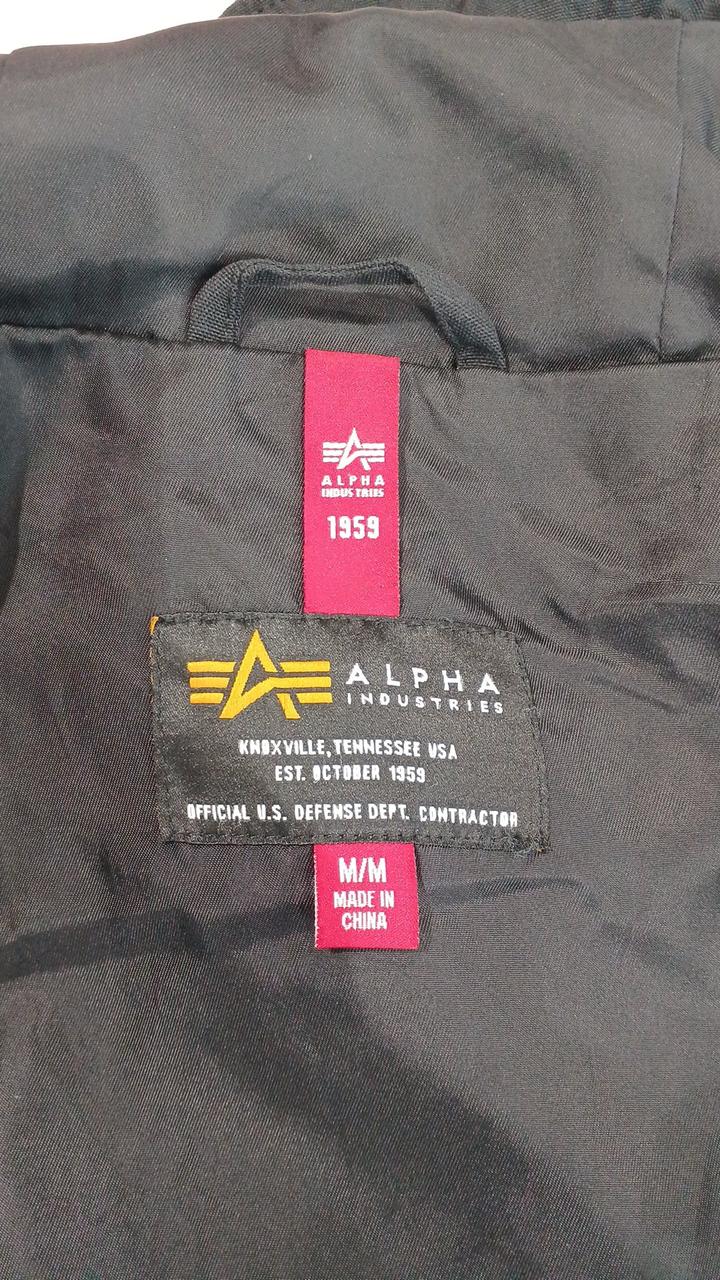 ALPHA
INDUSTRIES
1959
ALPHA
INDUSTRIES
KNOXVILLE, TENNESSEE USA
EST. OCTOBER 1959
OFFICIAL U.S. DEFENSE DEPT. CONTRACTOR
M/M
MADE IN
CHINA